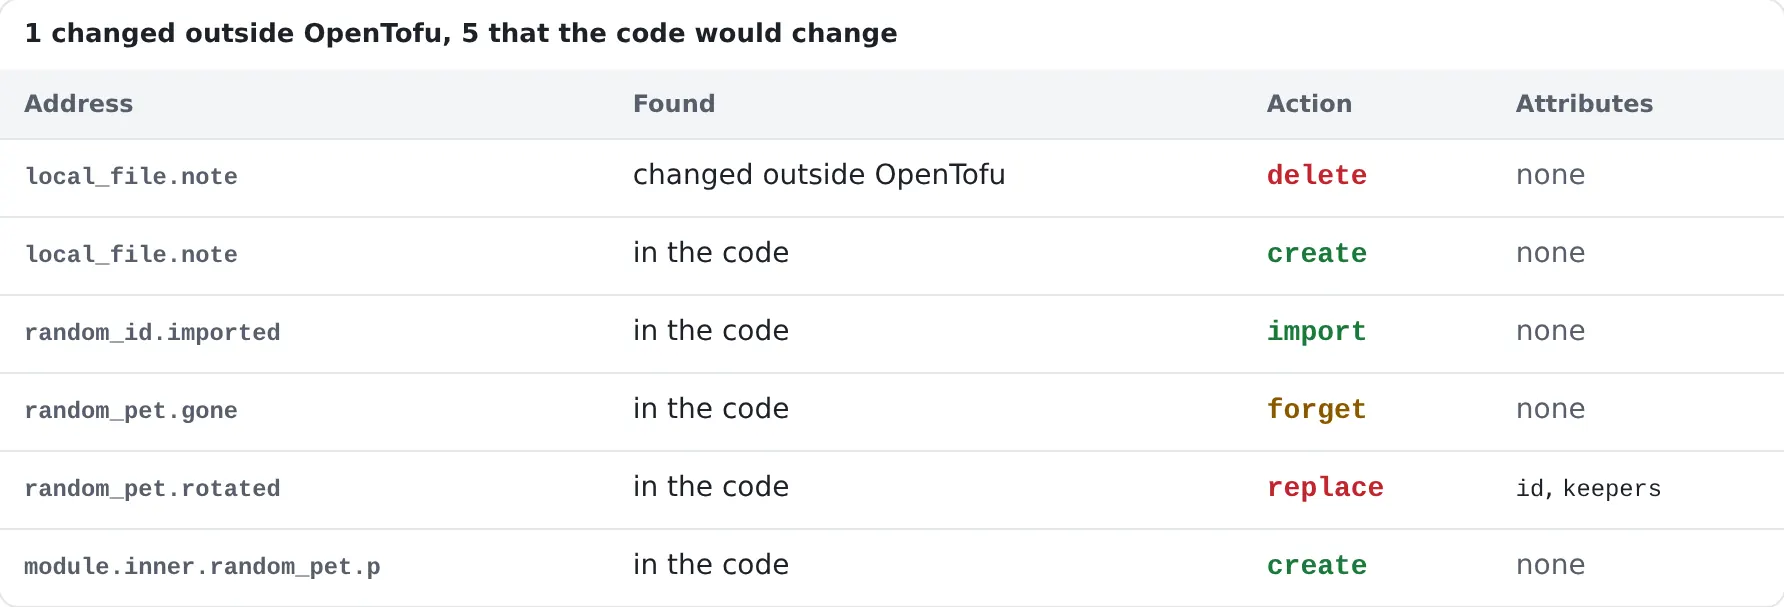 1 changed outside OpenTofu, 5 that the code would change
Address Found Action Attributes
local_file.note changed outside OpenTofu delete none
local_file.note in the code create none
random_id.imported in the code import none
random_pet.gone in the code forget none
random_pet.rotated in the code replace id, keepers
module.inner.random_pet.p in the code create none